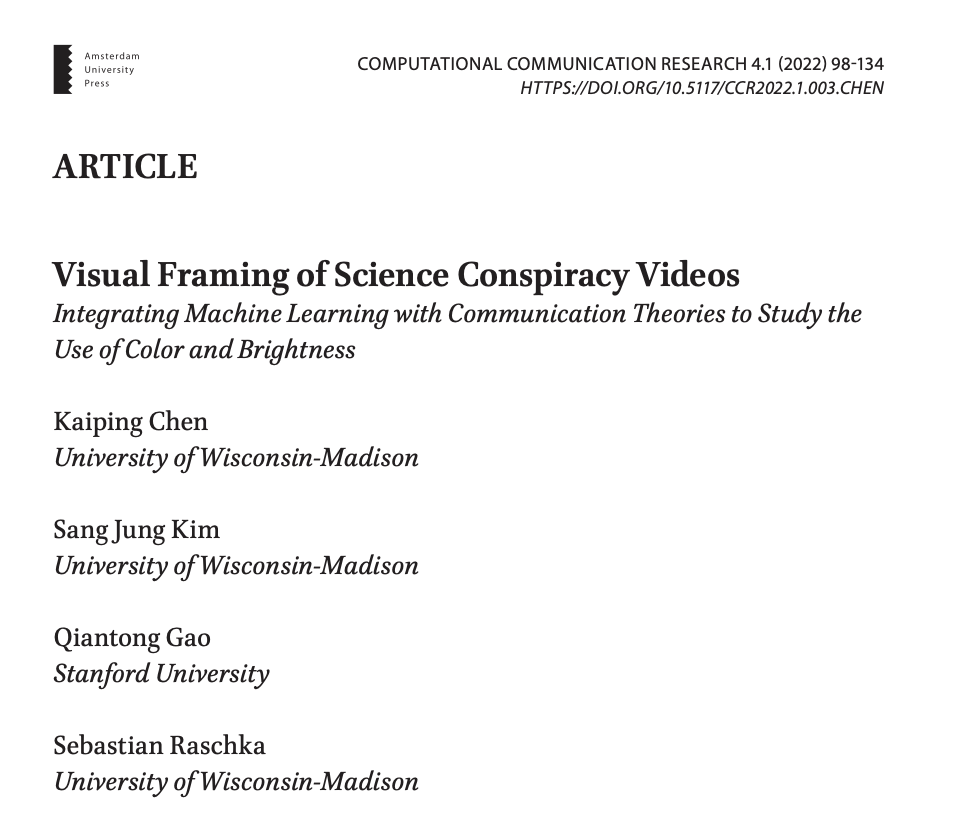 Amsterdam
University
Press
COMPUTATIONAL COMMUNICATION RESEARCH 4.1 (2022) 98-134
HTTPS://DOI.ORG/10.5117/CCR2022.1.003.CHEN
ARTICLE
Visual Framing of Science Conspiracy Videos
Integrating Machine Learning with Communication Theories to Study the
Use of Color and Brightness
Kaiping Chen
University of Wisconsin-Madison
Sang Jung Kim
University of Wisconsin-Madison
Qiantong Gao
Stanford University
Sebastian Raschka
University of Wisconsin-Madison